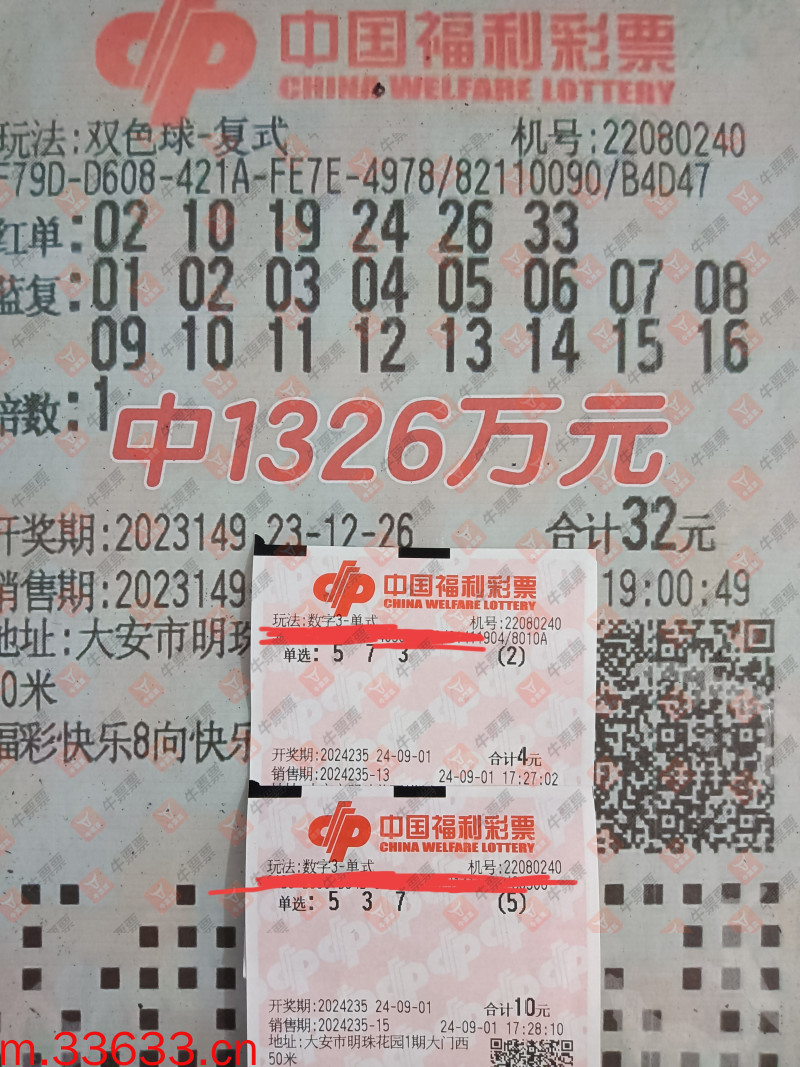 中国福利彩票
CHINA WELFARE LOTTERY
玩法:双色球-复式 机号:22080240
F79D-D608-421A-FE7E-4978/82110090/B4D47
红单:02 10 19 24 26 33
蓝复:01 02 03 04 05 06 07 08
09 10 11 12 13 14 15 16
倍数:1
中1326万元
开奖期:2023149 23-12-26 合计32元
销售期:2023149 19:00:49
地址:大安市明珠
50米
福彩快乐8向快乐
中国福利彩票
CHINA WELFARE LOTTERY
玩法:数字3-单式 机号:22080240
904/8010A
单选: 5 7 3 (2)
开奖期:2024235 24-09-01 合计4元
销售期:2024235-13 24-09-01 17:27:02
中国福利彩票
CHINA WELFARE LOTTERY
玩法:数字3-单式 机号:22080240
单选: 5 3 7 (5)
开奖期:2024235 24-09-01 合计10元
销售期:2024235-15 24-09-01 17:28:10
地址:大安市明珠花园1期大门西
50米
m.33633.cn
牛票票